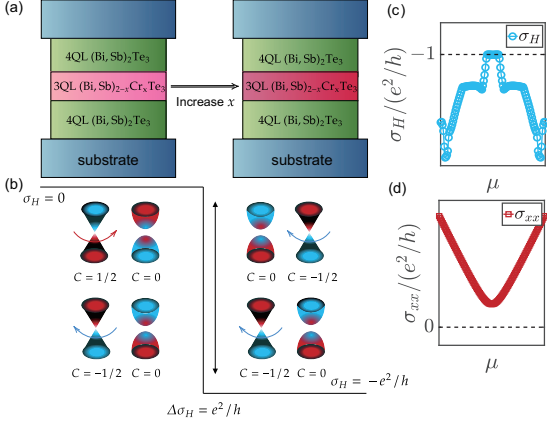 (a)
4QL (Bi, Sb)₂Te₃
3QL (Bi, Sb)₂₋ₓCrₓTe₃
4QL (Bi, Sb)₂Te₃
substrate
Increase x
4QL (Bi, Sb)₂Te₃
3QL (Bi, Sb)₂₋ₓCrₓTe₃
4QL (Bi, Sb)₂Te₃
substrate
(b)
σ_H = 0
C = 1/2
C = 0
C = −1/2
C = 0
C = 0
C = −1/2
C = −1/2
C = 0
σ_H = −e²/h
Δσ_H = e²/h
(c)
σ_H
−1
σ_H/(e²/h)
μ
(d)
σ_xx
0
σ_xx/(e²/h)
μ